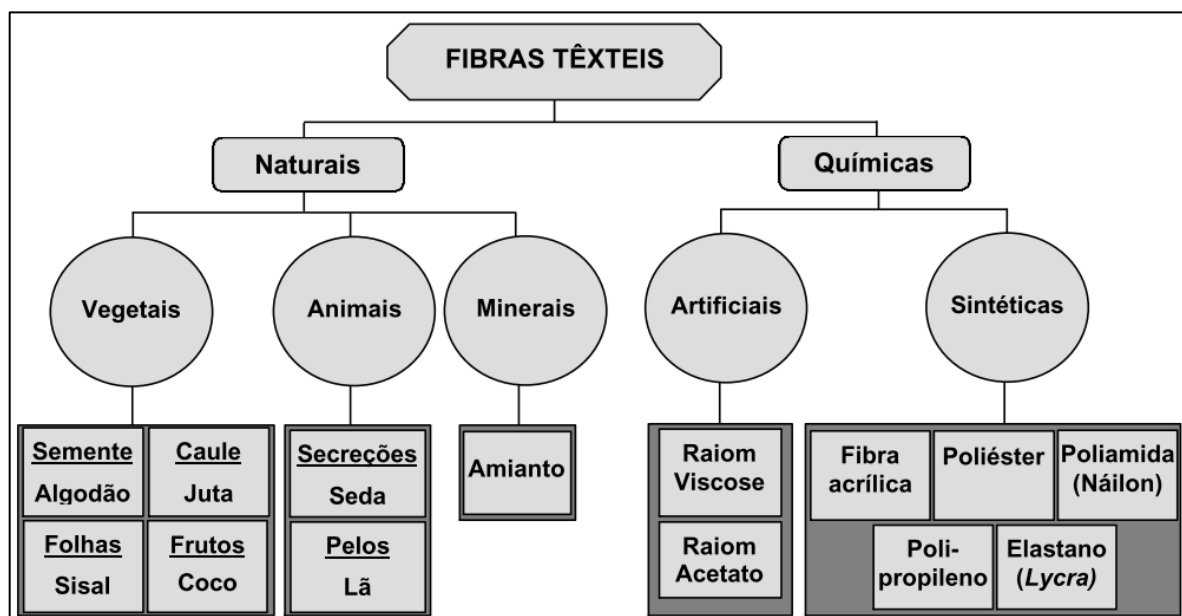 FIBRAS TÊXTEIS
Naturais
Químicas
Vegetais
Animais
Minerais
Artificiais
Sintéticas
Semente
Algodão
Caule
Juta
Folhas
Sisal
Frutos
Coco
Secreções
Seda
Pelos
Lã
Amianto
Raiom
Viscose
Raiom
Acetato
Fibra
acrílica
Poliéster
Poliamida
(Náilon)
Poli-
propileno
Elastano
(Lycra)